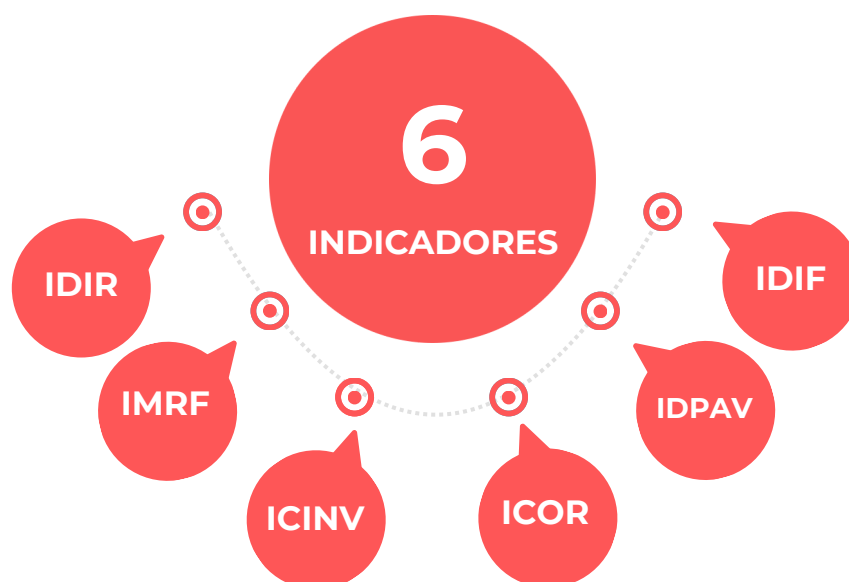 6
INDICADORES
IDIR
IMRF
ICINV
ICOR
IDPAV
IDIF